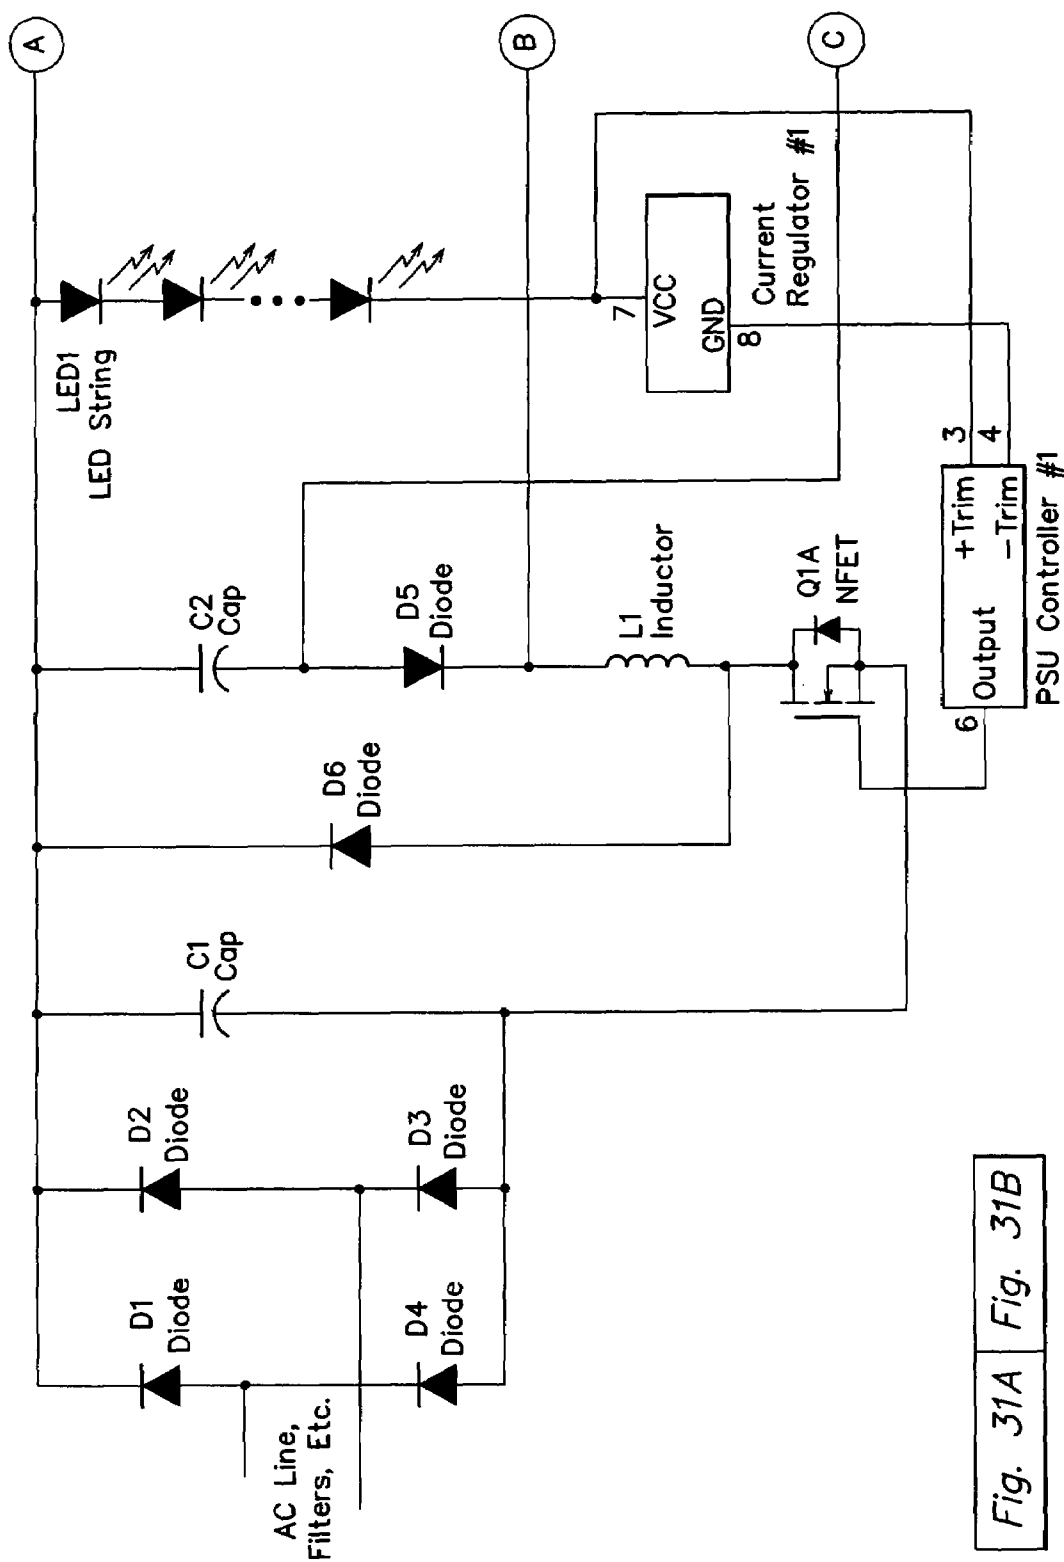 A
B
C
LED1
LED String
C2
Cap
D5
Diode
L1
Inductor
Q1A
NFET
D6
Diode
C1
Cap
D2
Diode
D3
Diode
D1
Diode
D4
Diode
AC Line,
Filters, Etc.
7
VCC
GND
8
Current
Regulator #1
3
4
+Trim
-Trim
Output
6
PSU Controller #1
Fig. 31A
Fig. 31B